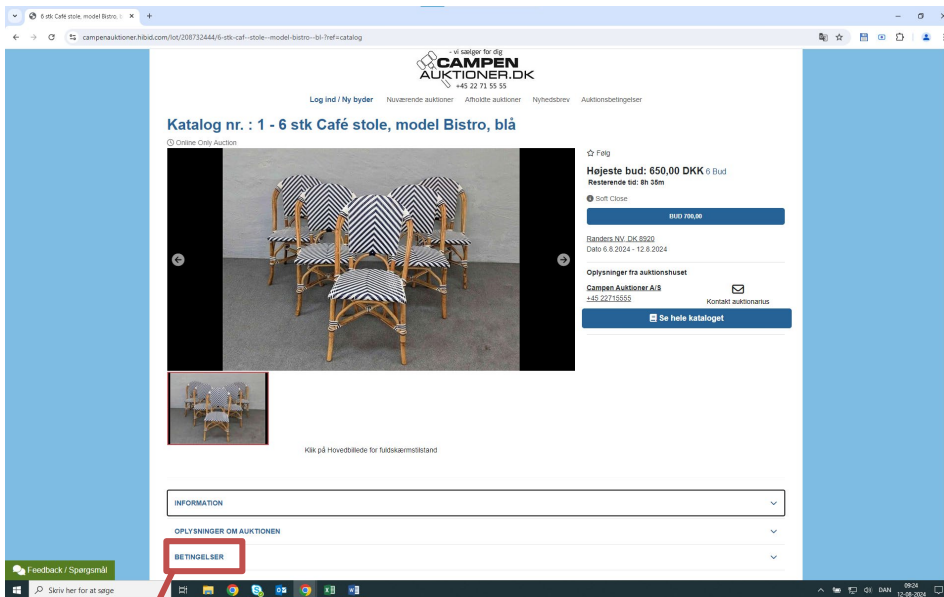 6 stk Café stole, model Bistro, b
campenauktioner.hibid.com/lot/208732444/6-stk-caf--stole--model-bistro--bl-?ref=catalog
- vi sælger for dig
CAMPEN
AUKTIONER.DK
+45 22 71 55 55
Log ind / Ny byder Nuværende auktioner Afholdte auktioner Nyhedsbrev Auktionsbetingelser
Katalog nr. : 1 - 6 stk Café stole, model Bistro, blå
Online Only Auction
Følg
Højeste bud: 650,00 DKK 6 Bud
Resterende tid: 8h 35m
Soft Close
BUD 700,00
Randers NV, DK 8920
Dato 6.8.2024 - 12.8.2024
Oplysninger fra auktionshuset
Campen Auktioner A/S
+45 22715555
Kontakt auktionarius
Se hele kataloget
Klik på Hovedbillede for fuldskærmstilstand
INFORMATION
OPLYSNINGER OM AUKTIONEN
BETINGELSER
Feedback / Spørgsmål
Skriv her for at søge
DAN
09:24
12-08-2024